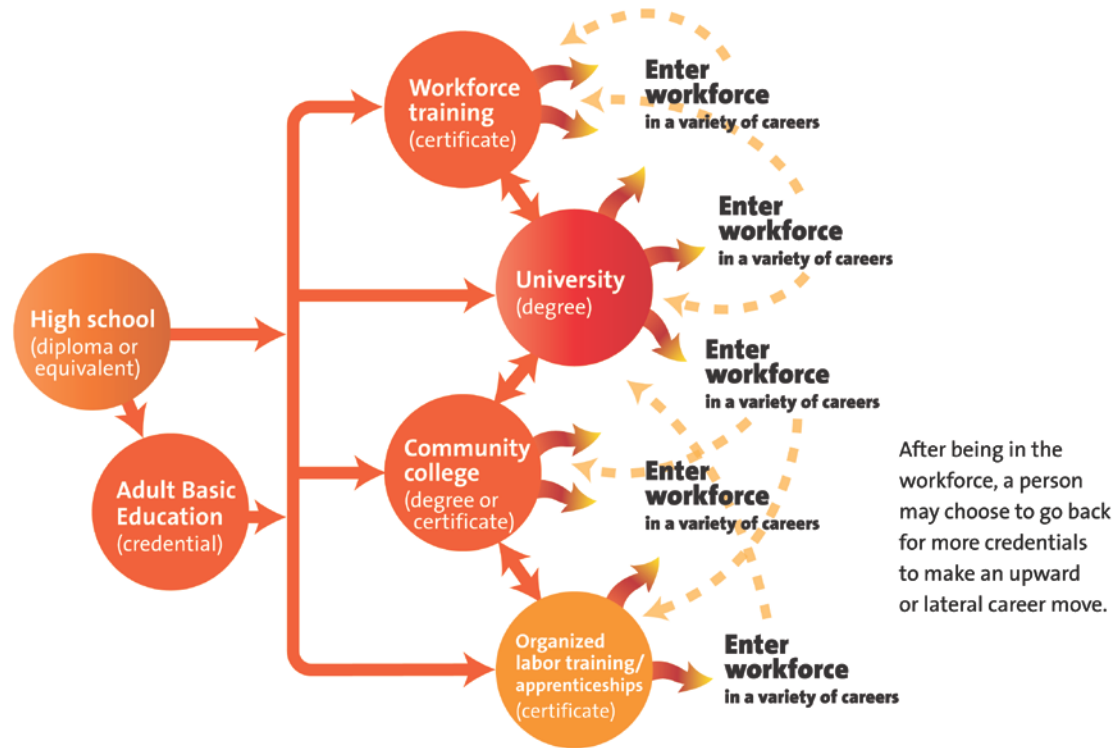 Workforce
training
(certificate)
Enter
workforce
in a variety of careers
University
(degree)
Enter
workforce
in a variety of careers
High school
(diploma or
equivalent)
Enter
workforce
in a variety of careers
Adult Basic
Education
(credential)
Community
college
(degree or
certificate)
Enter
workforce
in a variety of careers
After being in the
workforce, a person
may choose to go back
for more credentials
to make an upward
or lateral career move.
Organized
labor training/
apprenticeships
(certificate)
Enter
workforce
in a variety of careers